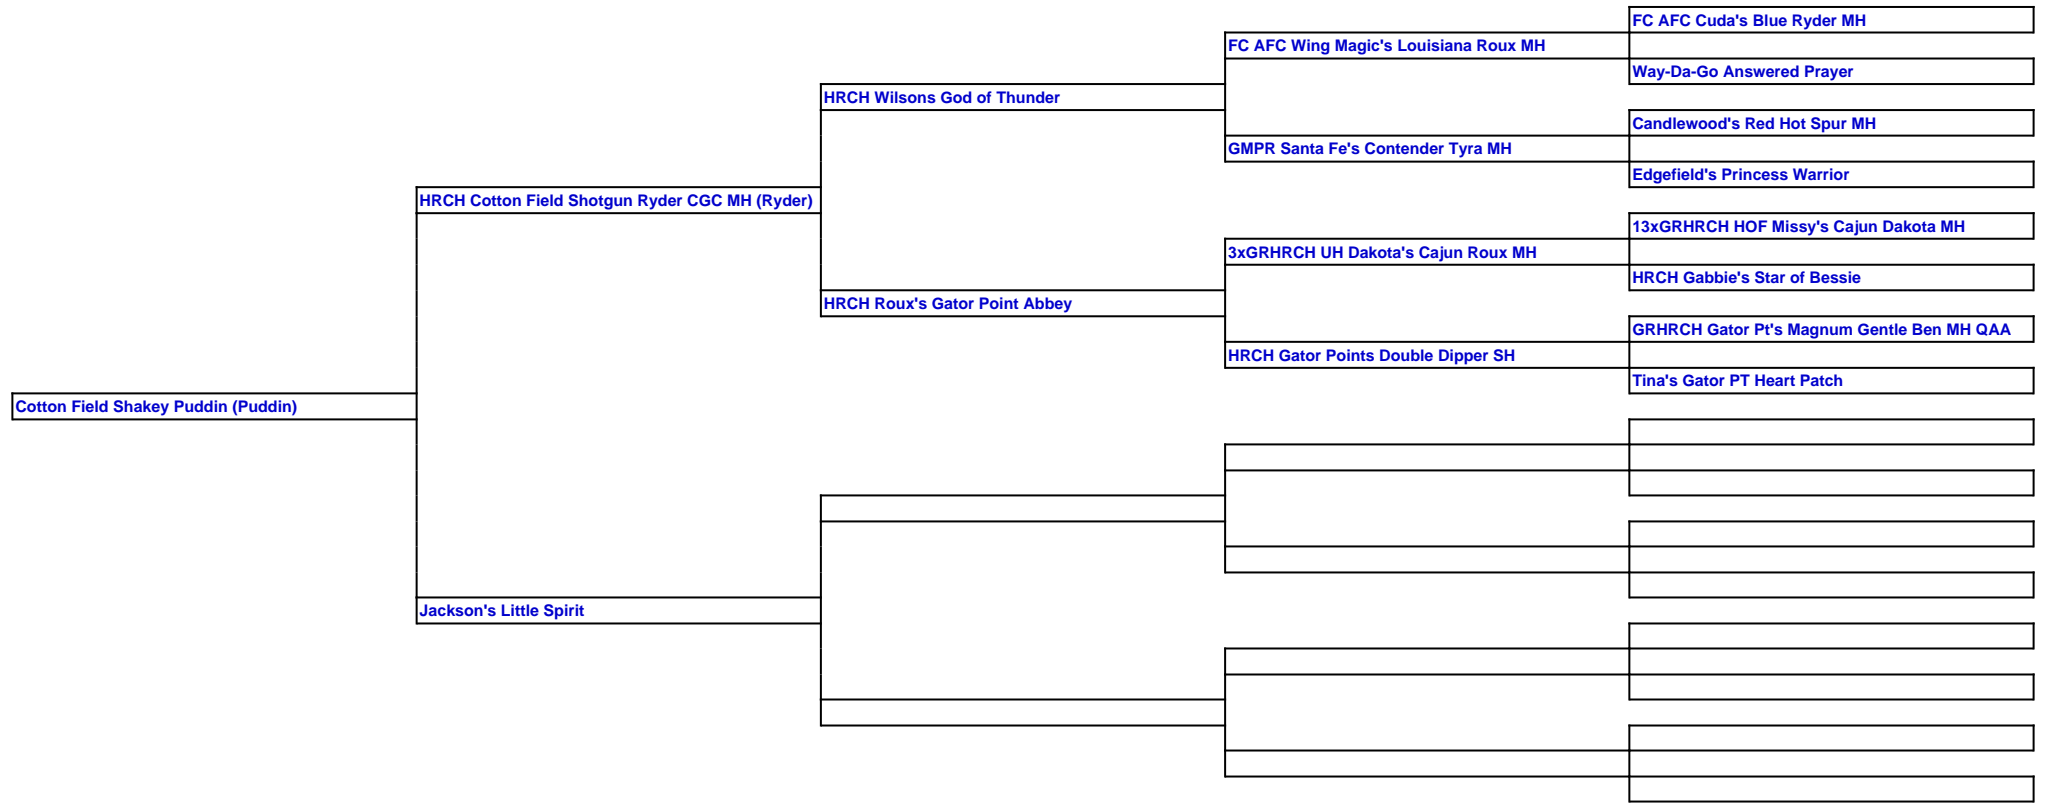 FC AFC Cuda's Blue Ryder MH
FC AFC Wing Magic's Louisiana Roux MH
Way-Da-Go Answered Prayer
HRCH Wilsons God of Thunder
Candlewood's Red Hot Spur MH
GMPR Santa Fe's Contender Tyra MH
Edgefield's Princess Warrior
HRCH Cotton Field Shotgun Ryder CGC MH (Ryder)
13xGRHRCH HOF Missy's Cajun Dakota MH
3xGRHRCH UH Dakota's Cajun Roux MH
HRCH Gabbie's Star of Bessie
HRCH Roux's Gator Point Abbey
GRHRCH Gator Pt's Magnum Gentle Ben MH QAA
HRCH Gator Points Double Dipper SH
Tina's Gator PT Heart Patch
Cotton Field Shakey Puddin (Puddin)
Jackson's Little Spirit